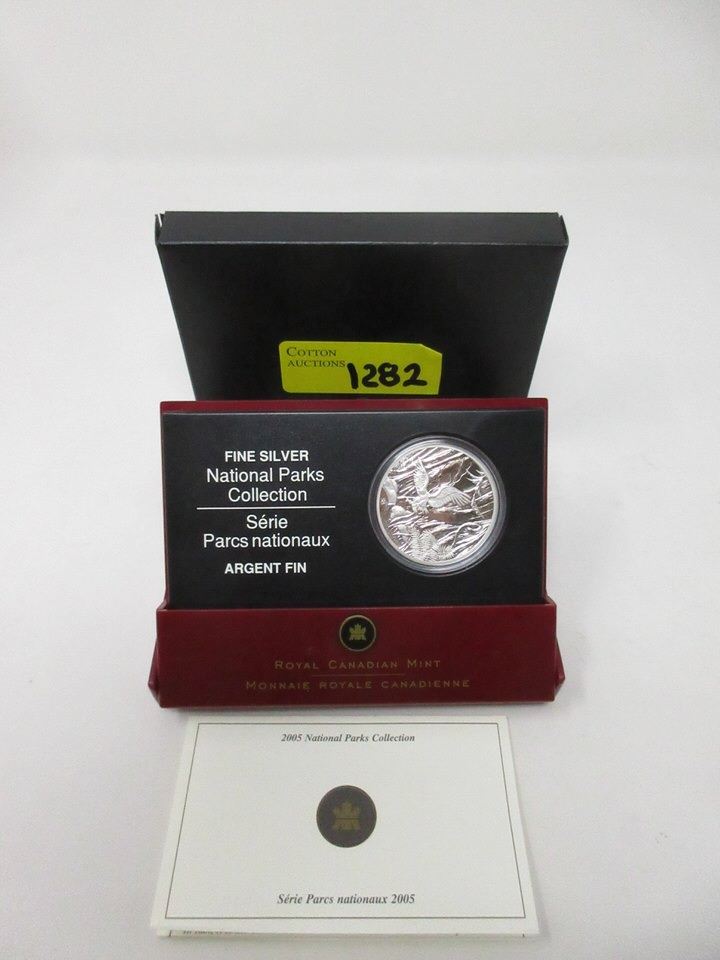 COTTON
AUCTIONS 1282
FINE SILVER
National Parks
Collection
Série
Parcs nationaux
ARGENT FIN
ROYAL CANADIAN MINT
MONNAIE ROYALE CANADIENNE
2005 National Parks Collection
Série Parcs nationaux 2005